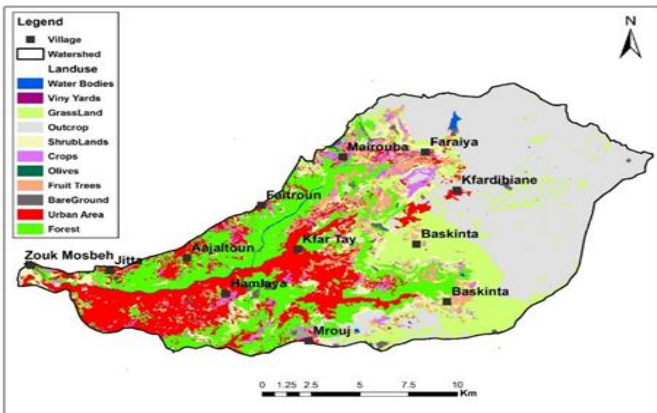 Legend
Village
Watershed
Landuse
Water Bodies
Viny Yards
GrassLand
Outcrop
ShrubLands
Crops
Olives
Fruit Trees
BareGround
Urban Area
Forest
N
Faraiya
Mairouba
Kfardibiane
Faitroun
Kfar Tay
Baskinta
Aajaltoun
Zouk Mosbeh
Jitta
Hamlaya
Baskinta
Mrouj
0 1.25 2.5 5 7.5 10
Km